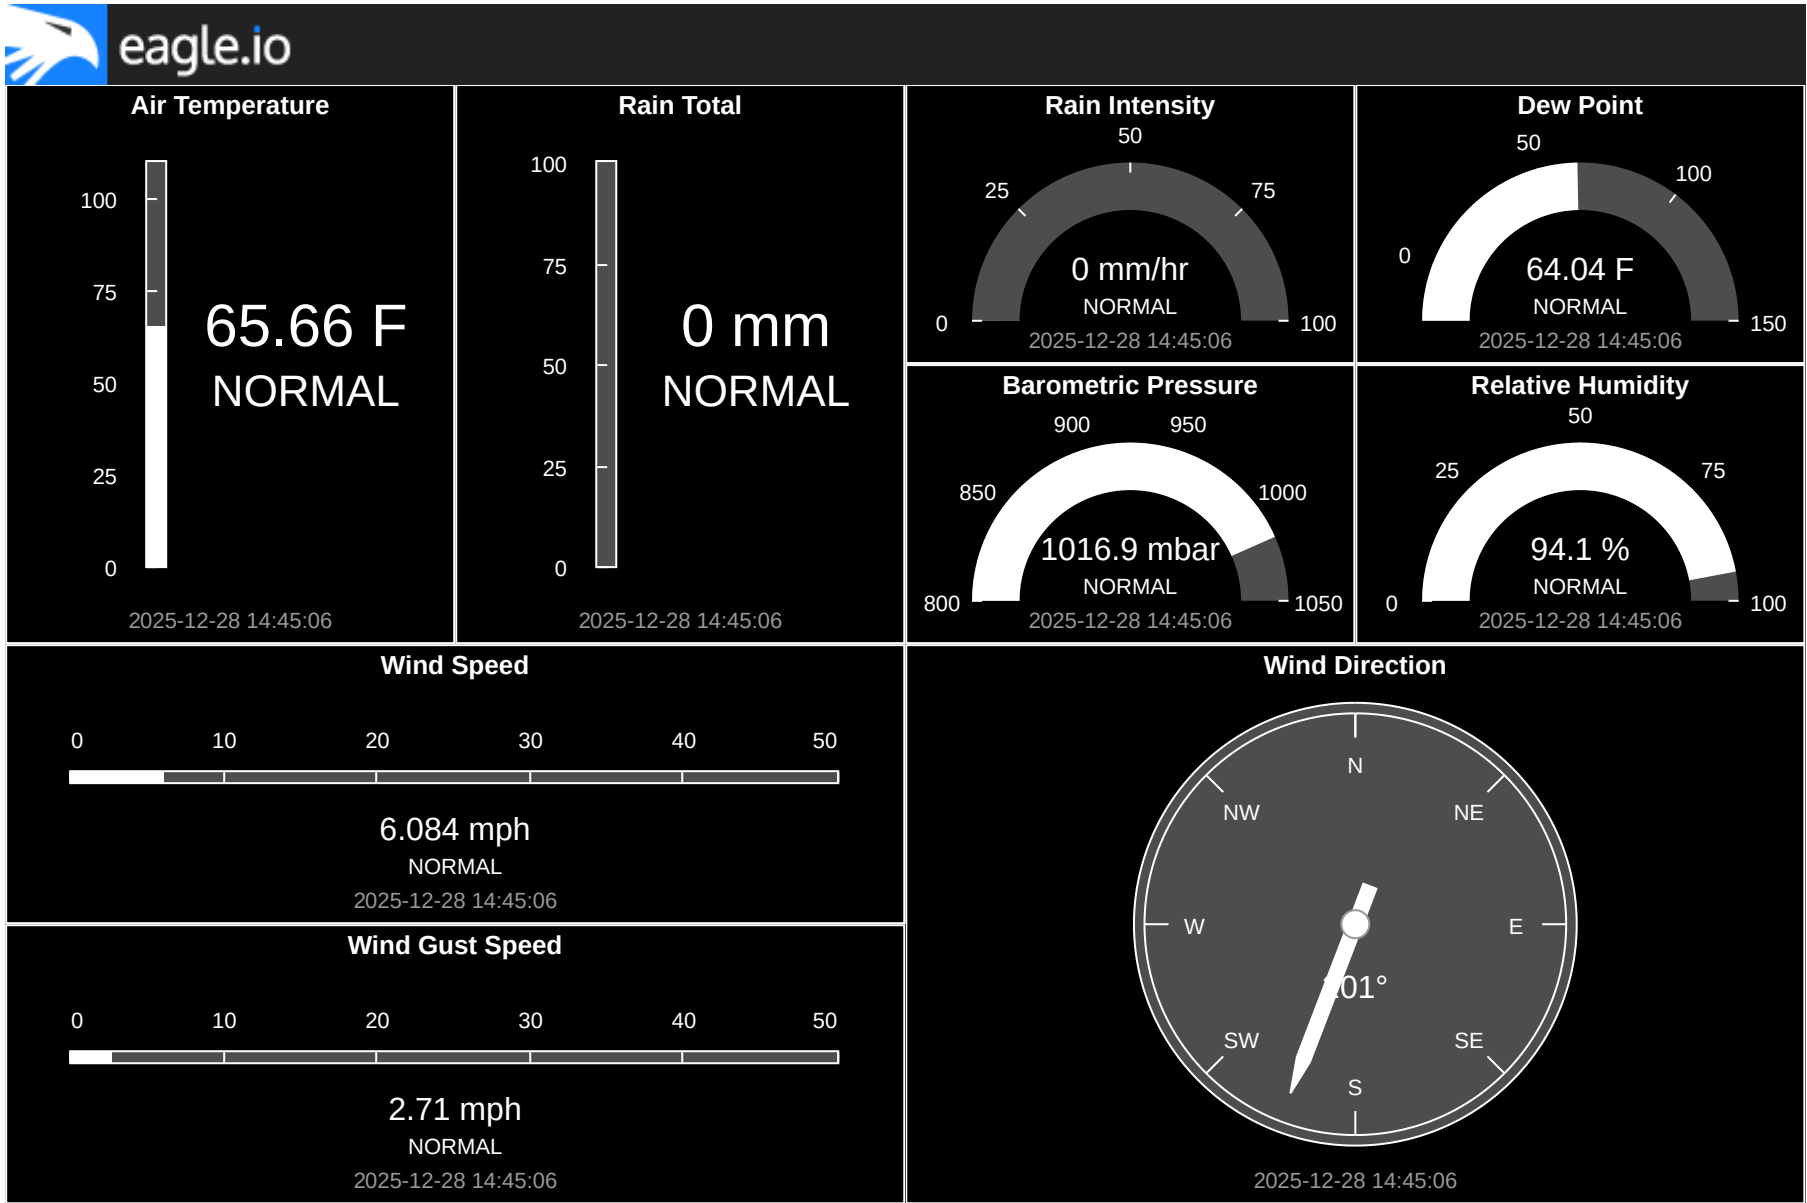 eagle.io
Air Temperature
100
75
50
25
0
65.66 F
NORMAL
2025-12-28 14:45:06
Rain Total
100
75
50
25
0
0 mm
NORMAL
2025-12-28 14:45:06
Rain Intensity
0
25
50
75
100
0 mm/hr
NORMAL
2025-12-28 14:45:06
Dew Point
0
50
100
150
64.04 F
NORMAL
2025-12-28 14:45:06
Barometric Pressure
800
850
900
950
1000
1050
1016.9 mbar
NORMAL
2025-12-28 14:45:06
Relative Humidity
0
25
50
75
100
94.1 %
NORMAL
2025-12-28 14:45:06
Wind Speed
0 10 20 30 40 50
6.084 mph
NORMAL
2025-12-28 14:45:06
Wind Gust Speed
0 10 20 30 40 50
2.71 mph
NORMAL
2025-12-28 14:45:06
Wind Direction
N
NW NE
W E
SW SE
S
2025-12-28 14:45:06